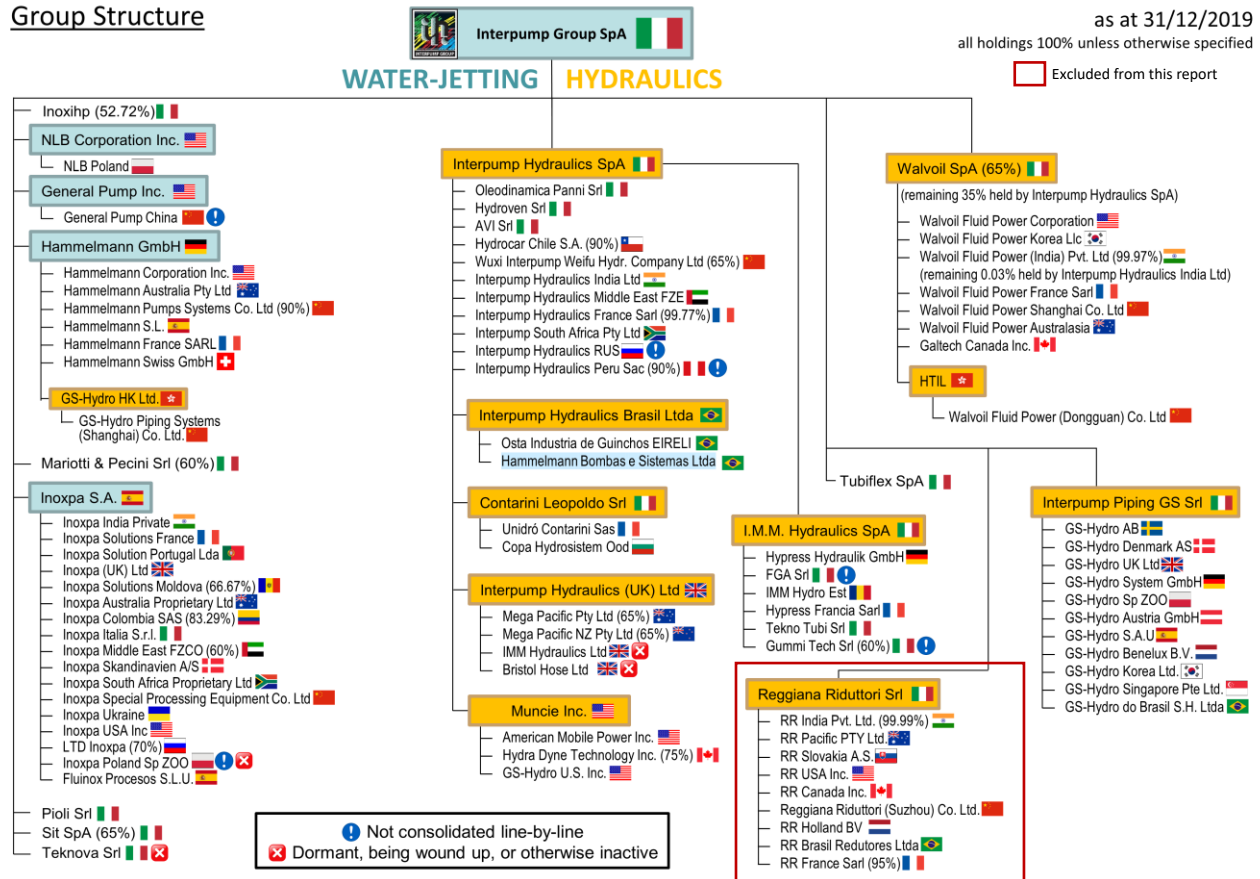 Group Structure
Interpump Group SpA
as at 31/12/2019
all holdings 100% unless otherwise specified
Excluded from this report
WATER-JETTING
HYDRAULICS
Inoxihp (52.72%)
NLB Corporation Inc.
NLB Poland
General Pump Inc.
General Pump China
Hammelmann GmbH
Hammelmann Corporation Inc.
Hammelmann Australia Pty Ltd
Hammelmann Pumps Systems Co. Ltd (90%)
Hammelmann S.L.
Hammelmann France SARL
Hammelmann Swiss GmbH
GS-Hydro HK Ltd.
GS-Hydro Piping Systems
(Shanghai) Co. Ltd.
Mariotti & Pecini Srl (60%)
Inoxpa S.A.
Inoxpa India Private
Inoxpa Solutions France
Inoxpa Solution Portugal Lda
Inoxpa (UK) Ltd
Inoxpa Solutions Moldova (66.67%)
Inoxpa Australia Proprietary Ltd
Inoxpa Colombia SAS (83.29%)
Inoxpa Italia S.r.l.
Inoxpa Middle East FZCO (60%)
Inoxpa Skandinavien A/S
Inoxpa South Africa Proprietary Ltd
Inoxpa Special Processing Equipment Co. Ltd
Inoxpa Ukraine
Inoxpa USA Inc
LTD Inoxpa (70%)
Inoxpa Poland Sp ZOO
Fluinox Procesos S.L.U.
Pioli Srl
Sit SpA (65%)
Teknova Srl
Interpump Hydraulics SpA
Oleodinamica Panni Srl
Hydroven Srl
AVI Srl
Hydrocar Chile S.A. (90%)
Wuxi Interpump Weifu Hydr. Company Ltd (65%)
Interpump Hydraulics India Ltd
Interpump Hydraulics Middle East FZE
Interpump Hydraulics France Sarl (99.77%)
Interpump South Africa Pty Ltd
Interpump Hydraulics RUS
Interpump Hydraulics Peru Sac (90%)
Interpump Hydraulics Brasil Ltda
Osta Industria de Guinchos EIRELI
Hammelmann Bombas e Sistemas Ltda
Contarini Leopoldo Srl
Unidró Contarini Sas
Copa Hydrosistem Ood
Interpump Hydraulics (UK) Ltd
Mega Pacific Pty Ltd (65%)
Mega Pacific NZ Pty Ltd (65%)
IMM Hydraulics Ltd
Bristol Hose Ltd
Muncie Inc.
American Mobile Power Inc.
Hydra Dyne Technology Inc. (75%)
GS-Hydro U.S. Inc.
Walvoil SpA (65%)
(remaining 35% held by Interpump Hydraulics SpA)
Walvoil Fluid Power Corporation
Walvoil Fluid Power Korea Llc
Walvoil Fluid Power (India) Pvt. Ltd (99.97%)
(remaining 0.03% held by Interpump Hydraulics India Ltd)
Walvoil Fluid Power France Sarl
Walvoil Fluid Power Shanghai Co. Ltd
Walvoil Fluid Power Australasia
Galtech Canada Inc.
HTIL
Walvoil Fluid Power (Dongguan) Co. Ltd
Tubiflex SpA
I.M.M. Hydraulics SpA
Hypress Hydraulik GmbH
FGA Srl
IMM Hydro Est
Hypress Francia Sarl
Tekno Tubi Srl
Gummi Tech Srl (60%)
Interpump Piping GS Srl
GS-Hydro AB
GS-Hydro Denmark AS
GS-Hydro UK Ltd
GS-Hydro System GmbH
GS-Hydro Sp ZOO
GS-Hydro Austria GmbH
GS-Hydro S.A.U
GS-Hydro Benelux B.V.
GS-Hydro Korea Ltd.
GS-Hydro Singapore Pte Ltd.
GS-Hydro do Brasil S.H. Ltda
Reggiana Riduttori Srl
RR India Pvt. Ltd. (99.99%)
RR Pacific PTY Ltd.
RR Slovakia A.S.
RR USA Inc.
RR Canada Inc.
Reggiana Riduttori (Suzhou) Co. Ltd.
RR Holland BV
RR Brasil Redutores Ltda
RR France Sarl (95%)
Not consolidated line-by-line
Dormant, being wound up, or otherwise inactive